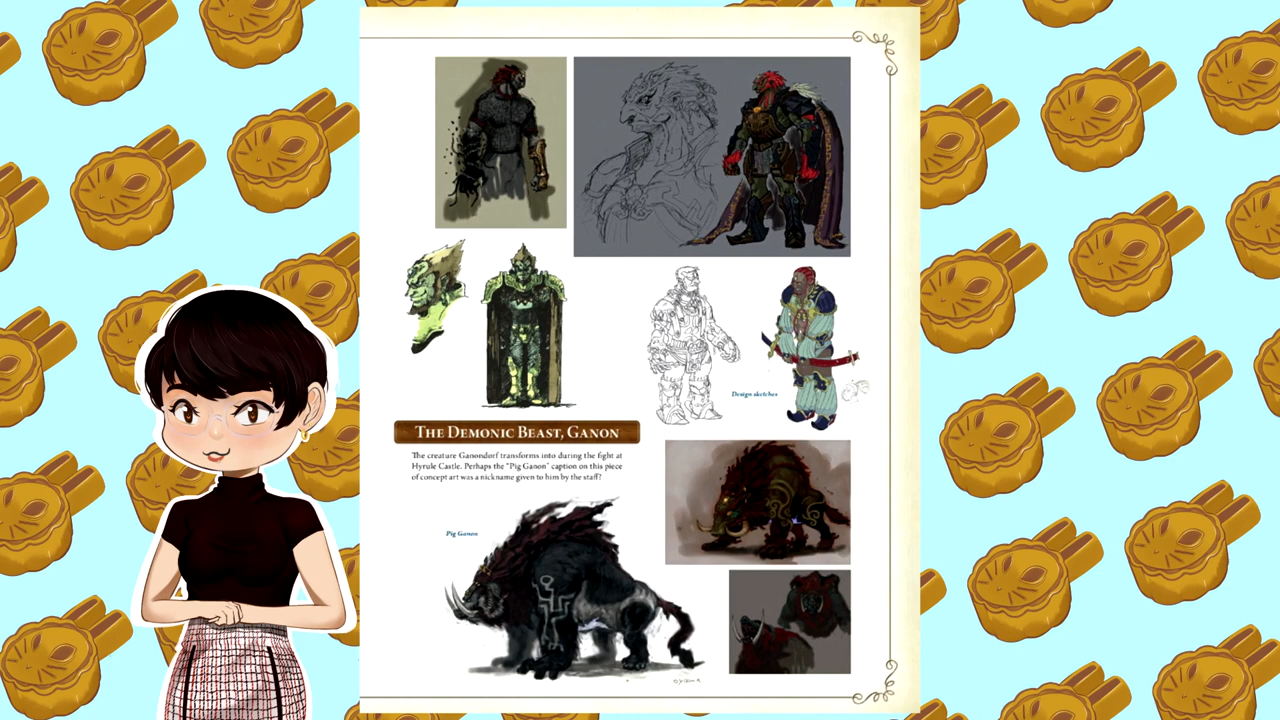 Design sketches
THE DEMONIC BEAST, GANON
The creature Ganondorf transforms into during the fight at
Hyrule Castle. Perhaps the "Pig Ganon" caption on this piece
of concept art was a nickname given to him by the staff?
Pig Ganon